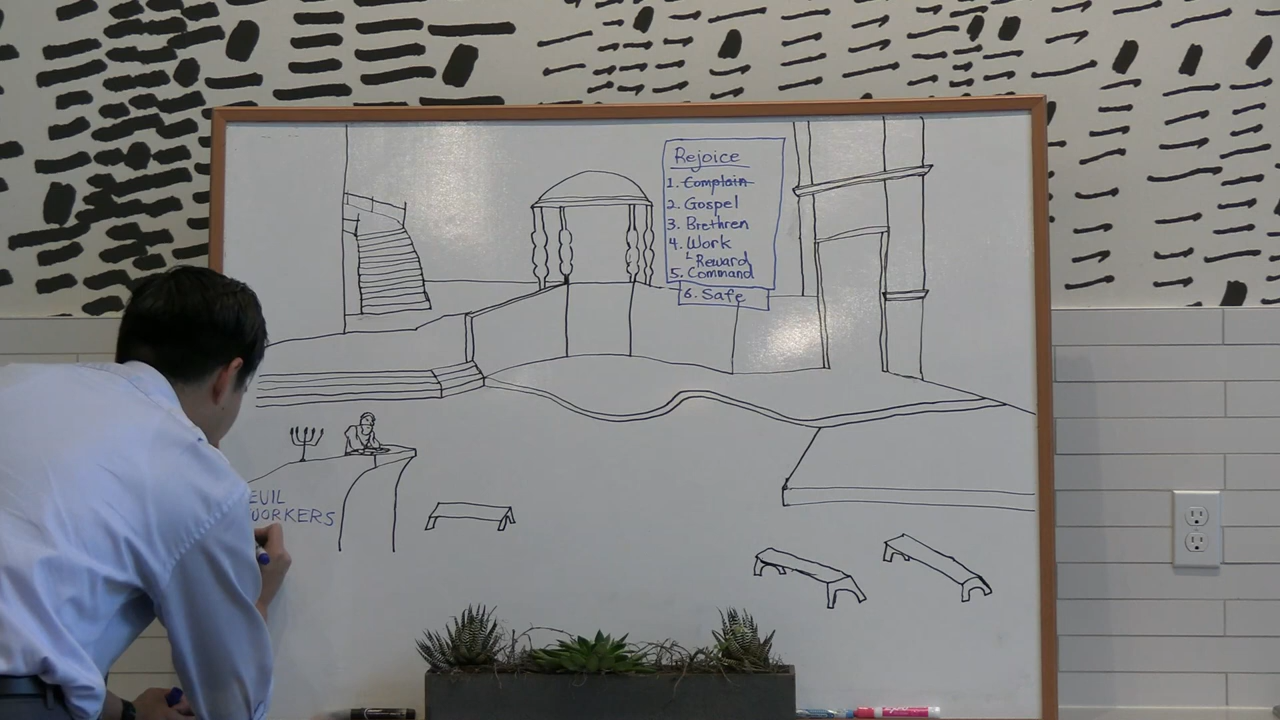 Rejoice
1. Complain
2. Gospel
3. Brethren
4. Work
Reward
5. Command
6. Safe
EVIL
WORKERS